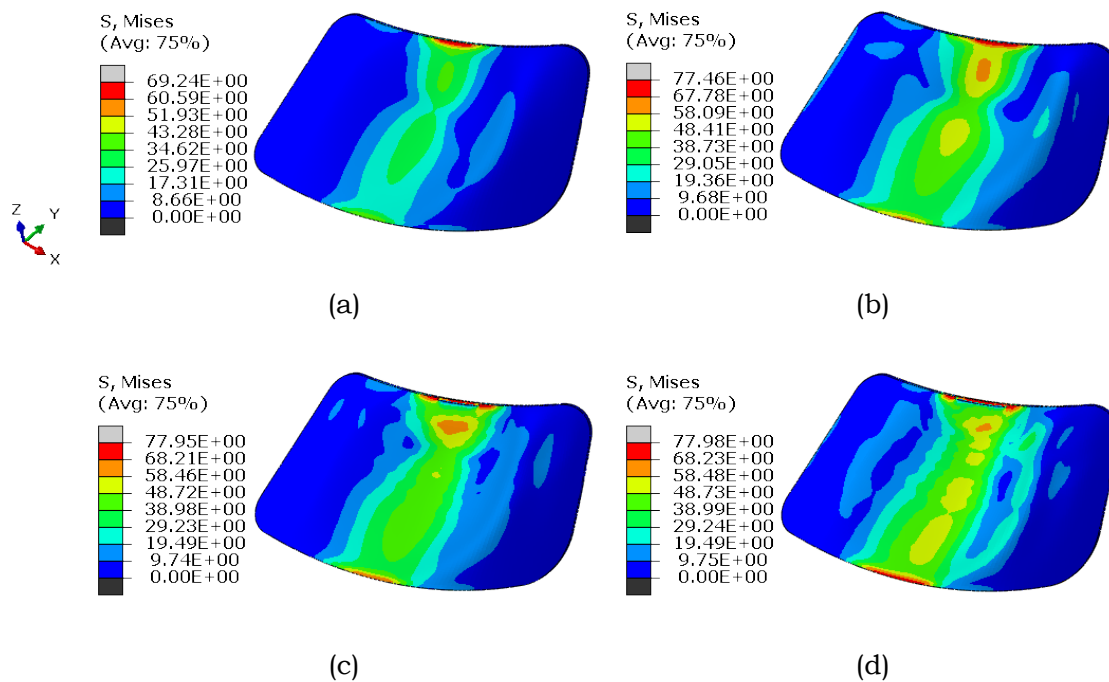 S, Mises
(Avg: 75%)
69.24E+00
60.59E+00
51.93E+00
43.28E+00
34.62E+00
25.97E+00
17.31E+00
8.66E+00
0.00E+00
Z
Y
X
(a)
S, Mises
(Avg: 75%)
77.46E+00
67.78E+00
58.09E+00
48.41E+00
38.73E+00
29.05E+00
19.36E+00
9.68E+00
0.00E+00
(b)
S, Mises
(Avg: 75%)
77.95E+00
68.21E+00
58.46E+00
48.72E+00
38.98E+00
29.23E+00
19.49E+00
9.74E+00
0.00E+00
(c)
S, Mises
(Avg: 75%)
77.98E+00
68.23E+00
58.48E+00
48.73E+00
38.99E+00
29.24E+00
19.49E+00
9.75E+00
0.00E+00
(d)